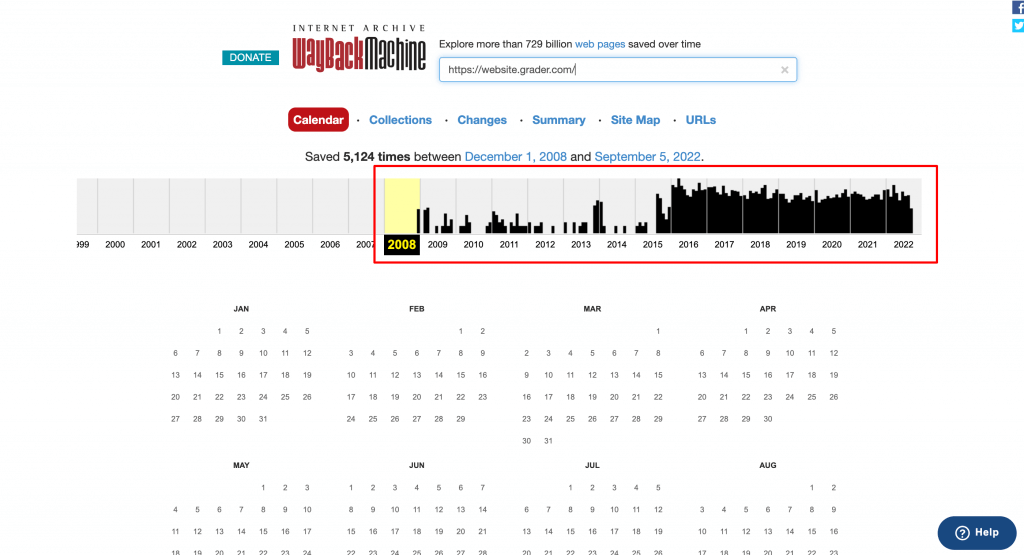 INTERNET ARCHIVE
WayBackMachine
DONATE
Explore more than 729 billion web pages saved over time
https://website.grader.com/
Calendar · Collections · Changes · Summary · Site Map · URLs
Saved 5,124 times between December 1, 2008 and September 5, 2022.
999 2000 2001 2002 2003 2004 2005 2006 2007 2008 2009 2010 2011 2012 2013 2014 2015 2016 2017 2018 2019 2020 2021 2022
JAN FEB MAR APR
1 2 3 4 5 1 2 1 1 2 3 4 5
6 7 8 9 10 11 12 3 4 5 6 7 8 9 2 3 4 5 6 7 8 6 7 8 9 10 11 12
13 14 15 16 17 18 19 10 11 12 13 14 15 16 9 10 11 12 13 14 15 13 14 15 16 17 18 19
20 21 22 23 24 25 26 17 18 19 20 21 22 23 16 17 18 19 20 21 22 20 21 22 23 24 25 26
27 28 29 30 31 24 25 26 27 28 29 23 24 25 26 27 28 29 27 28 29 30
30 31
MAY JUN JUL AUG
1 2 3 1 2 3 4 5 6 7 1 2 3 4 5 1 2
4 5 6 7 8 9 10 8 9 10 11 12 13 14 6 7 8 9 10 11 12 3 4 5 6 7 8 9
11 12 13 14 15 16 17 15 16 17 18 19 20 21 13 14 15 16 17 18 19 10 11 12 13 14 15 16
18 19 20 21 22 23 24 22 23 24 25 26 27 28 20 21 22 23 24 25 26 17 18 19 20 21 22 23
Help